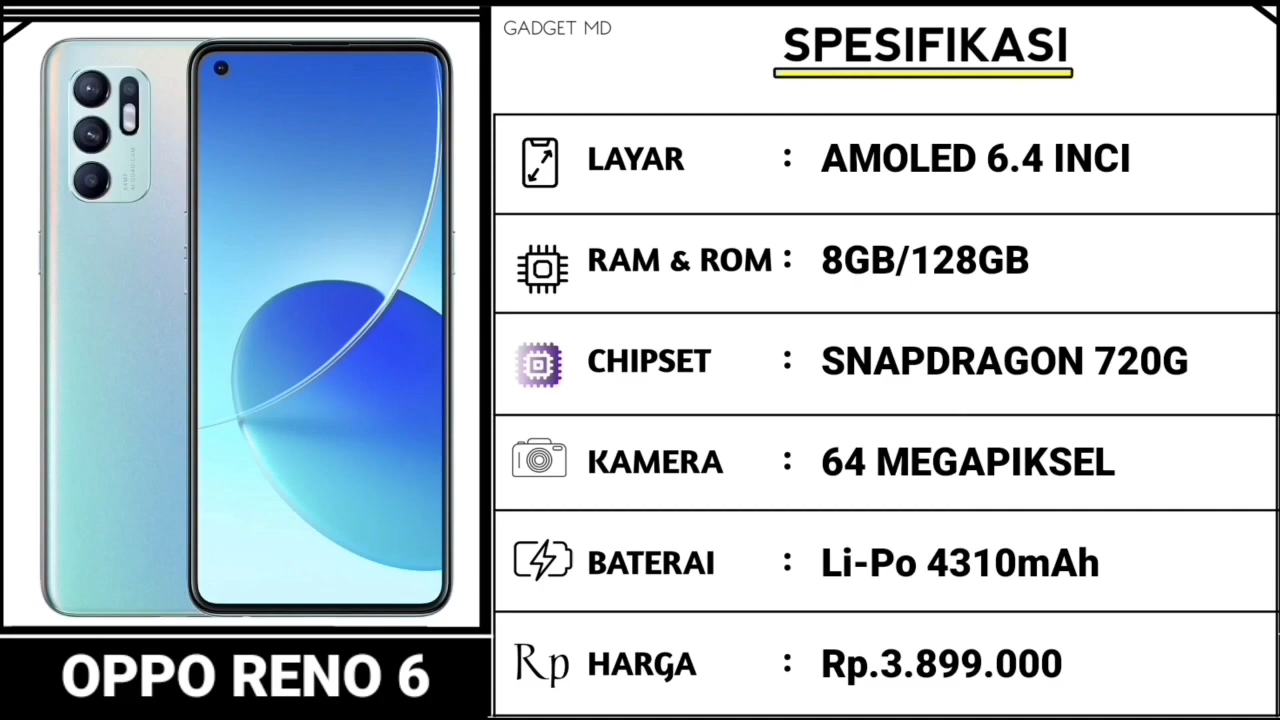 GADGET MD
SPESIFIKASI
LAYAR : AMOLED 6.4 INCI
RAM & ROM : 8GB/128GB
CHIPSET : SNAPDRAGON 720G
KAMERA : 64 MEGAPIKSEL
BATERAI : Li-Po 4310mAh
Rp HARGA : Rp.3.899.000
OPPO RENO 6